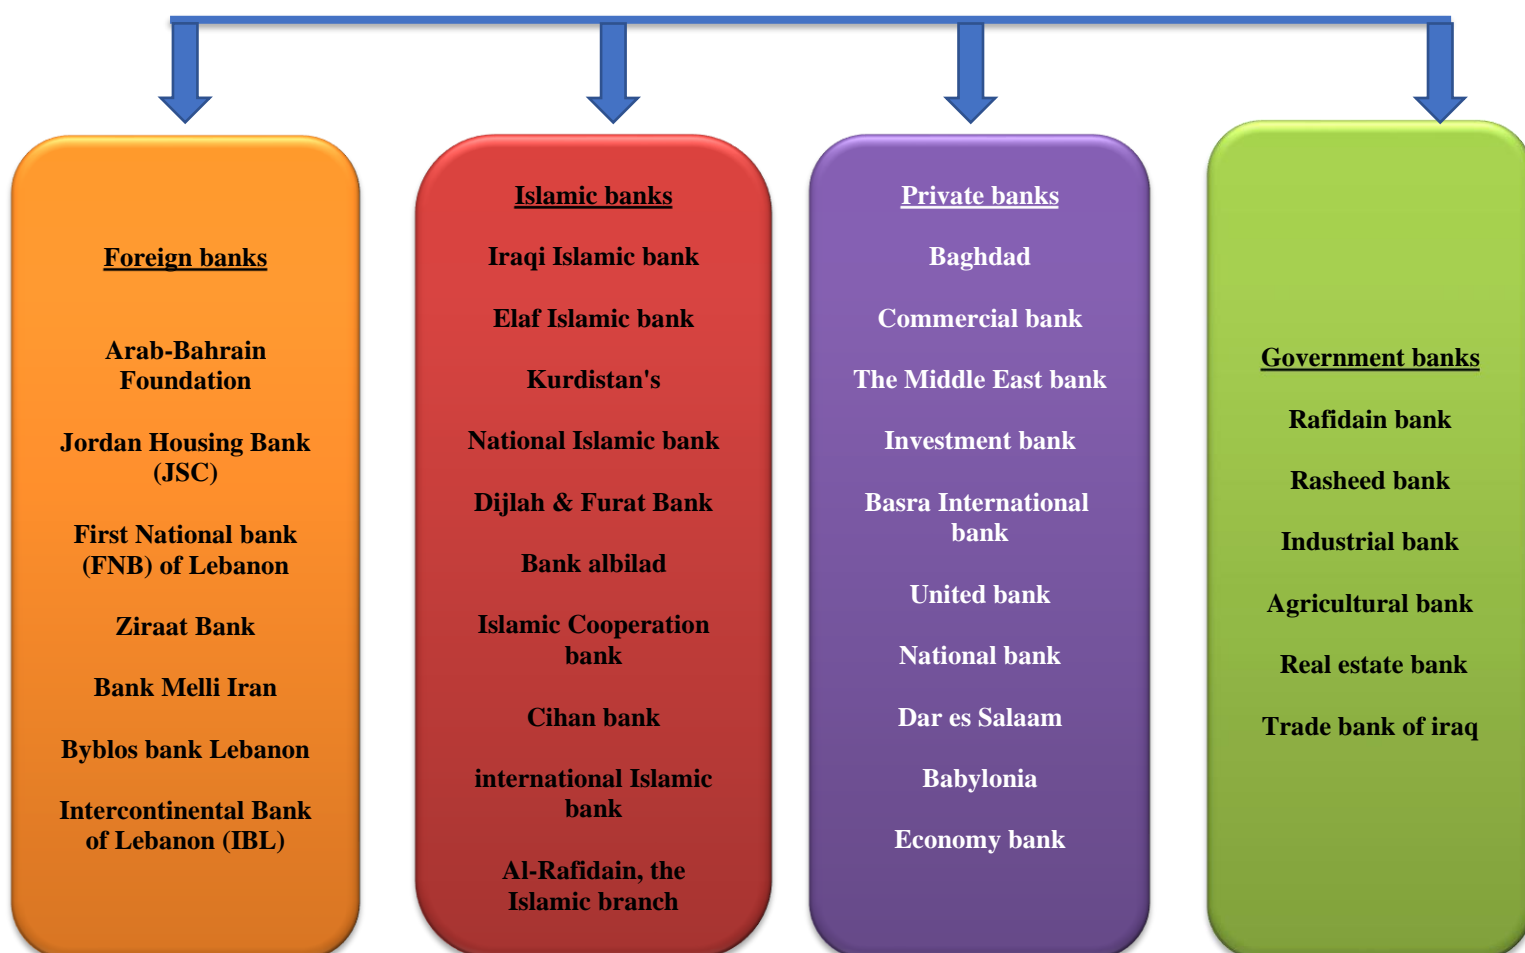 Foreign banks
Arab-Bahrain
Foundation
Jordan Housing Bank
(JSC)
First National bank
(FNB) of Lebanon
Ziraat Bank
Bank Melli Iran
Byblos bank Lebanon
Intercontinental Bank
of Lebanon (IBL)
Islamic banks
Iraqi Islamic bank
Elaf Islamic bank
Kurdistan's
National Islamic bank
Dijlah & Furat Bank
Bank albilad
Islamic Cooperation
bank
Cihan bank
international Islamic
bank
Al-Rafidain, the
Islamic branch
Private banks
Baghdad
Commercial bank
The Middle East bank
Investment bank
Basra International
bank
United bank
National bank
Dar es Salaam
Babylonia
Economy bank
Government banks
Rafidain bank
Rasheed bank
Industrial bank
Agricultural bank
Real estate bank
Trade bank of iraq